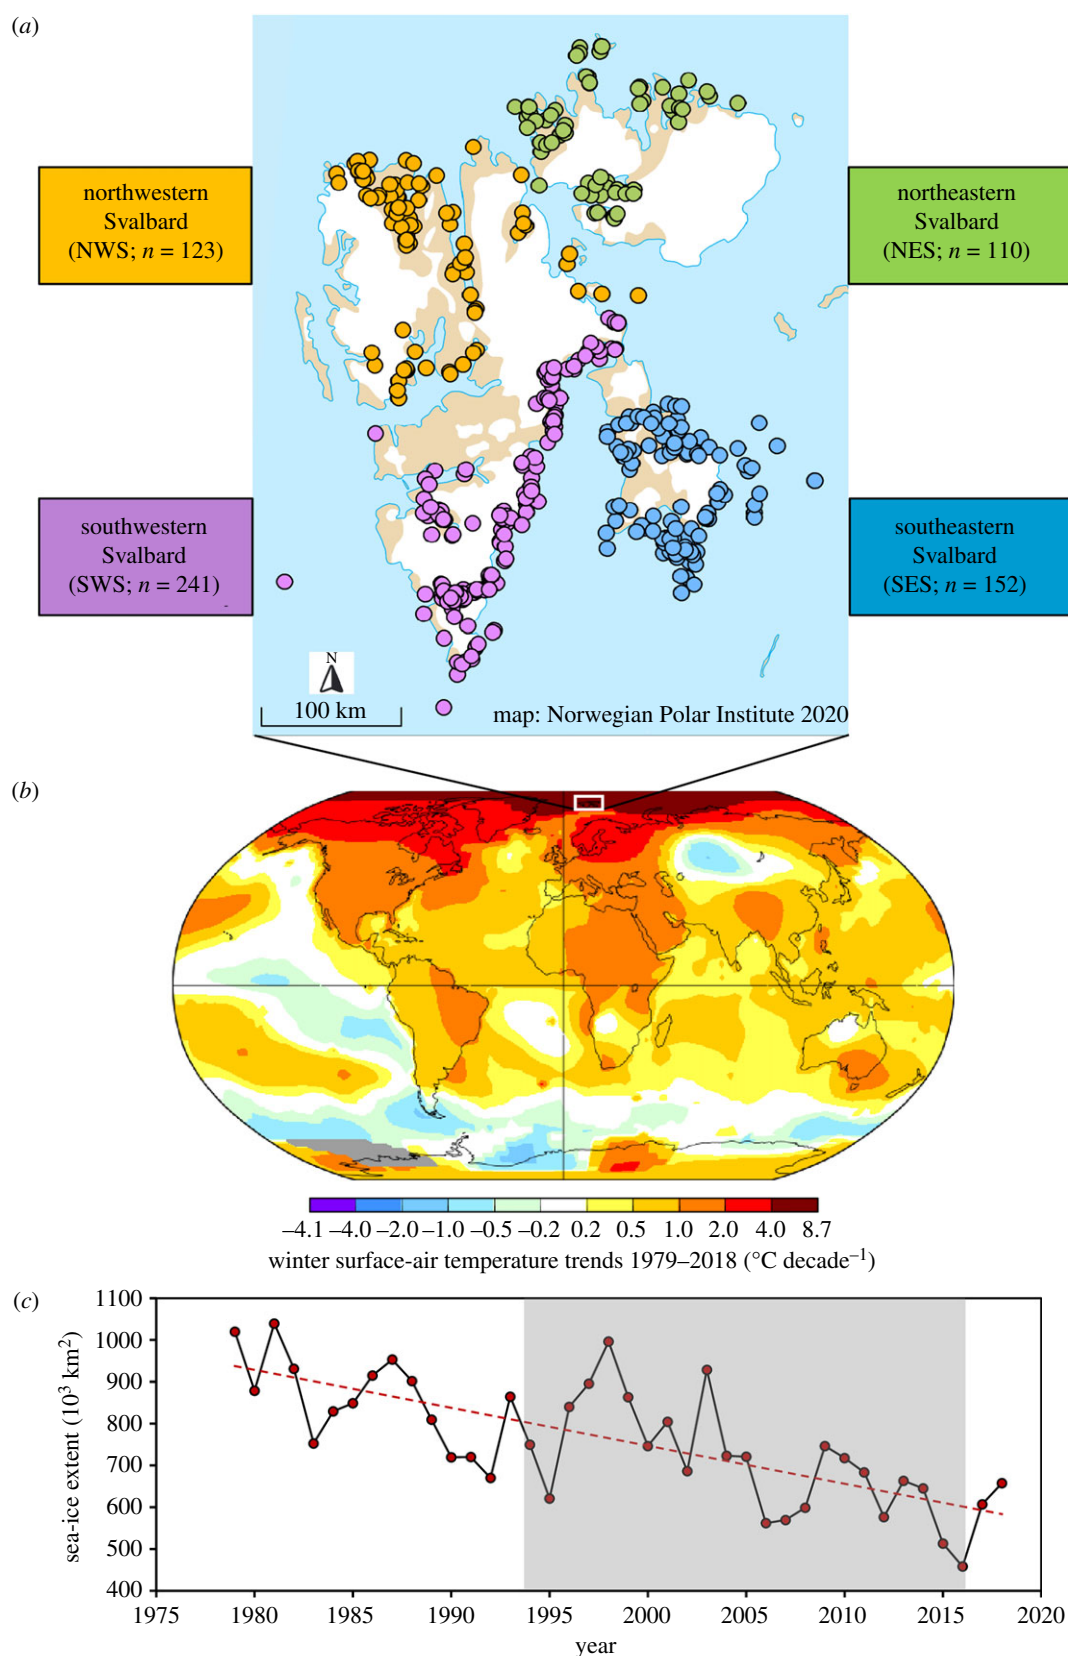 (a)
northwestern
Svalbard
(NWS; n = 123)
northeastern
Svalbard
(NES; n = 110)
southwestern
Svalbard
(SWS; n = 241)
southeastern
Svalbard
(SES; n = 152)
N
100 km
map: Norwegian Polar Institute 2020
(b)
–4.1 –4.0 –2.0 –1.0 –0.5 –0.2 0.2 0.5 1.0 2.0 4.0 8.7
winter surface-air temperature trends 1979–2018 (°C decade⁻¹)
(c)
sea-ice extent (10³ km²)
1100
1000
900
800
700
600
500
400
1975 1980 1985 1990 1995 2000 2005 2010 2015 2020
year